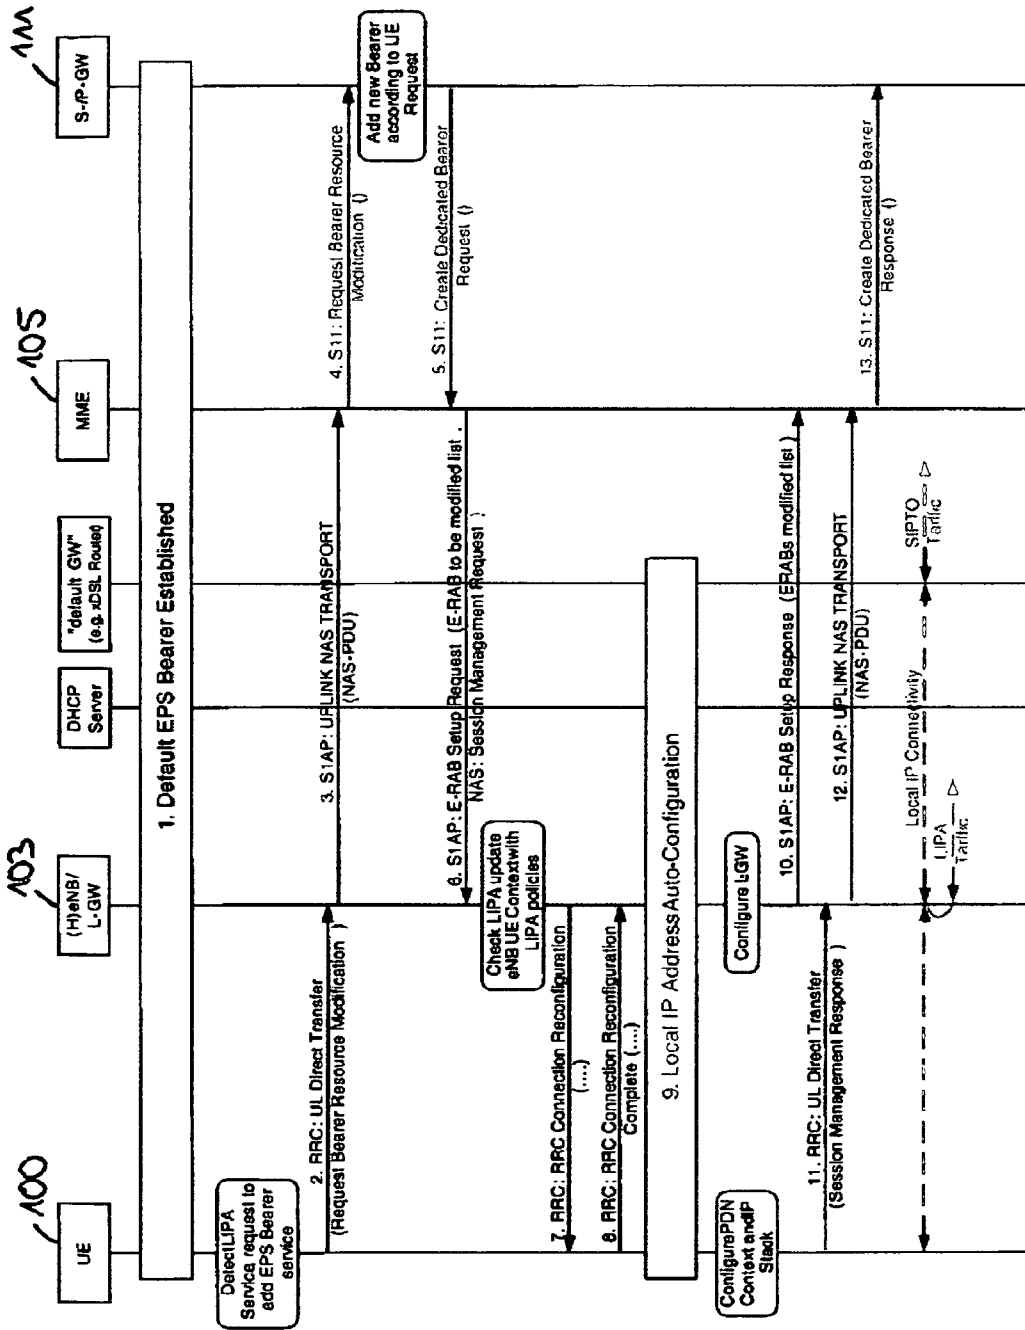 100
UE
103
(H)eNB/
L-GW
DHCP
Server
"default GW"
(e.g. xDSL Router)
105
MME
111
S-/P-GW
1. Default EPS Bearer Established
Detect LIPA
Service, request to
add EPS Bearer
service
2. RRC: UL Direct Transfer
(Request Bearer Resource Modification )
3. S1AP: UPLINK NAS TRANSPORT
(NAS-PDU)
4. S11: Request Bearer Resource
Modification ()
Add new Bearer
according to UE
Request
5. S11: Create Dedicated Bearer
Request ()
6. S1AP: E-RAB Setup Request (E-RAB to be modified list ,
NAS: Session Management Request )
Check LIPA update
eNB UE Context with
LIPA policies
7. RRC: RRC Connection Reconfiguration
(....)
8. RRC: RRC Connection Reconfiguration
Complete (....)
9. Local IP Address Auto-Configuration
Configure PDN
Context and IP
Stack
Configure LGW
10. S1AP: E-RAB Setup Response (ERABs modified list )
11. RRC: UL Direct Transfer
(Session Management Response )
12. S1AP: UPLINK NAS TRANSPORT
(NAS-PDU)
13. S11: Create Dedicated Bearer
Response ()
Local IP Connectivity
SIPTO
Traffic
LIPA
Traffic